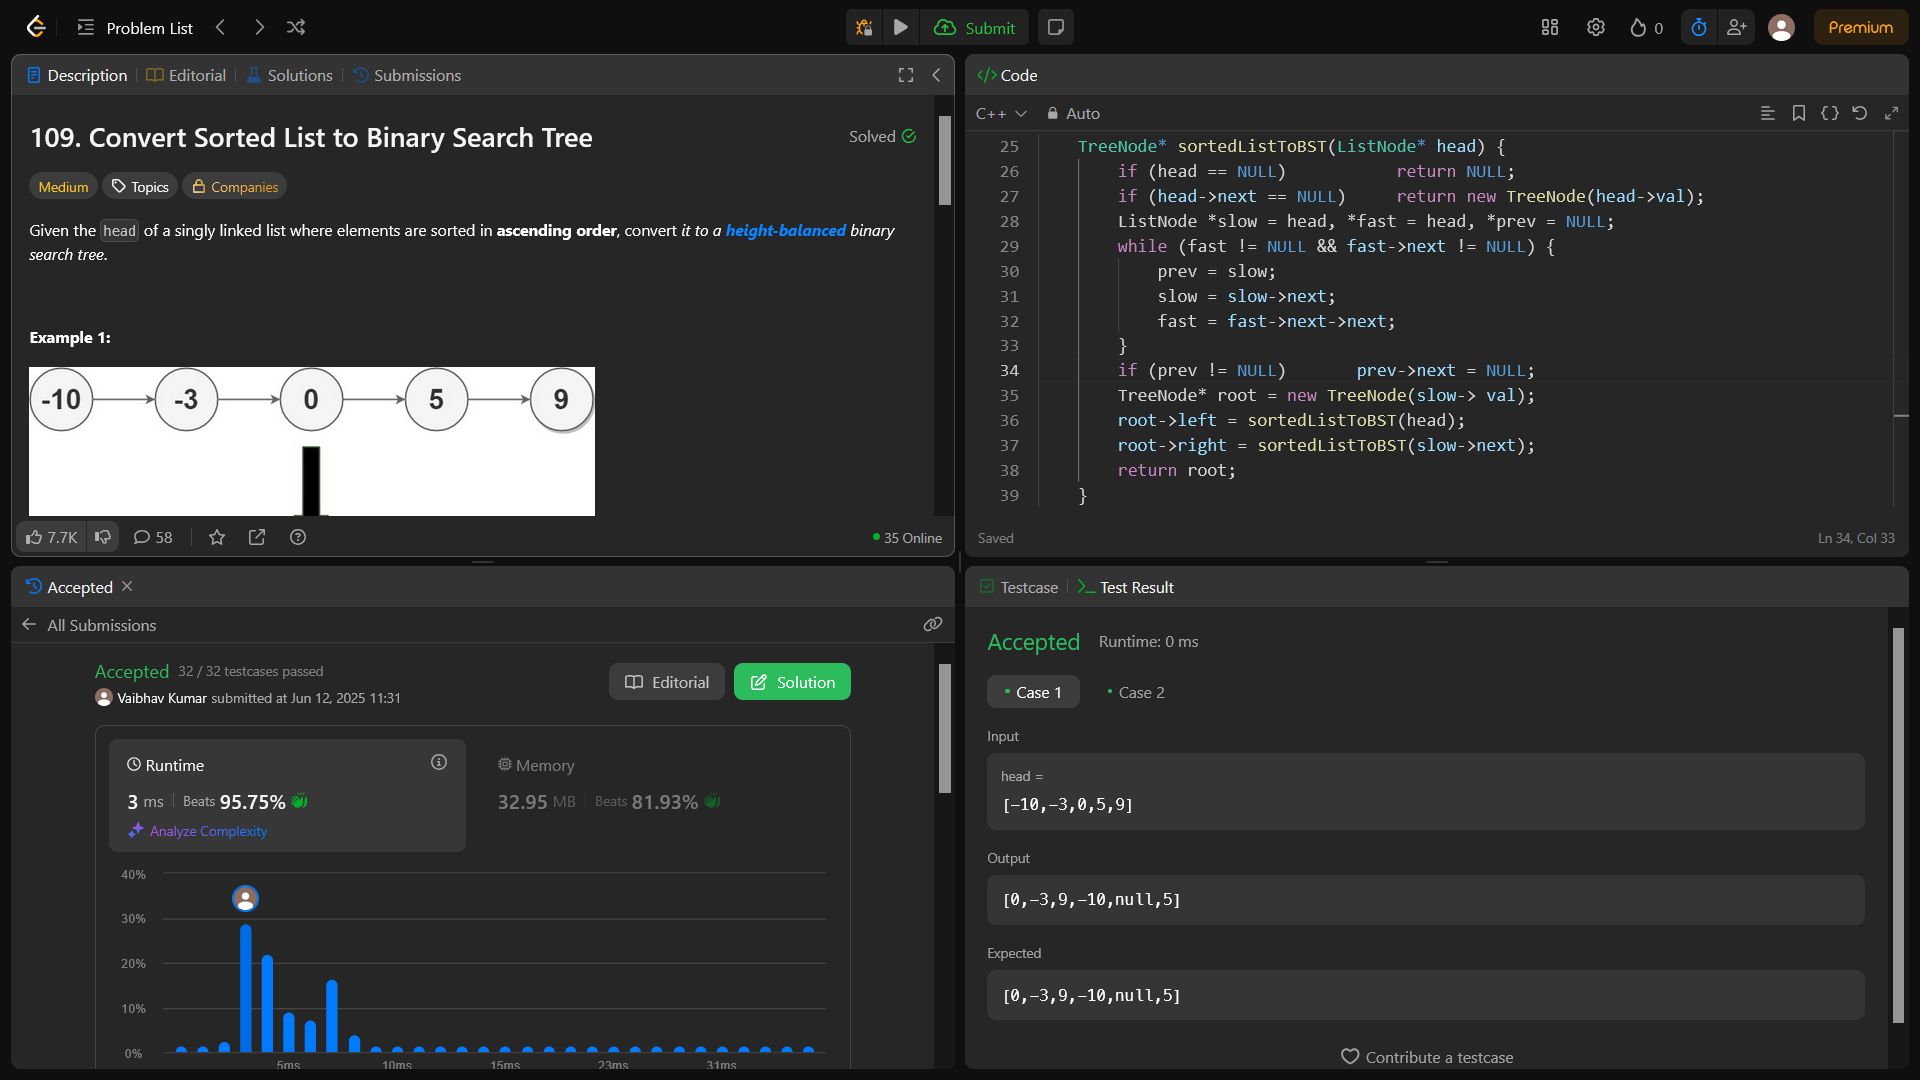 Problem List
Submit
0
Premium
Description
Editorial
Solutions
Submissions
109. Convert Sorted List to Binary Search Tree
Solved
Medium
Topics
Companies
Given the head of a singly linked list where elements are sorted in ascending order, convert it to a height-balanced binary
search tree.
Example 1:
-10 -3 0 5 9
7.7K
58
35 Online
Code
C++
Auto
25 TreeNode* sortedListToBST(ListNode* head) {
26 if (head == NULL) return NULL;
27 if (head->next == NULL) return new TreeNode(head->val);
28 ListNode *slow = head, *fast = head, *prev = NULL;
29 while (fast != NULL && fast->next != NULL) {
30 prev = slow;
31 slow = slow->next;
32 fast = fast->next->next;
33 }
34 if (prev != NULL) prev->next = NULL;
35 TreeNode* root = new TreeNode(slow-> val);
36 root->left = sortedListToBST(head);
37 root->right = sortedListToBST(slow->next);
38 return root;
39 }
Saved
Ln 34, Col 33
Accepted
All Submissions
Accepted 32 / 32 testcases passed
Vaibhav Kumar submitted at Jun 12, 2025 11:31
Editorial
Solution
Runtime
3 ms Beats 95.75%
Analyze Complexity
Memory
32.95 MB Beats 81.93%
40%
30%
20%
10%
0%
5ms 10ms 15ms 23ms 31ms
Testcase
Test Result
Accepted Runtime: 0 ms
Case 1
Case 2
Input
head =
[-10,-3,0,5,9]
Output
[0,-3,9,-10,null,5]
Expected
[0,-3,9,-10,null,5]
Contribute a testcase